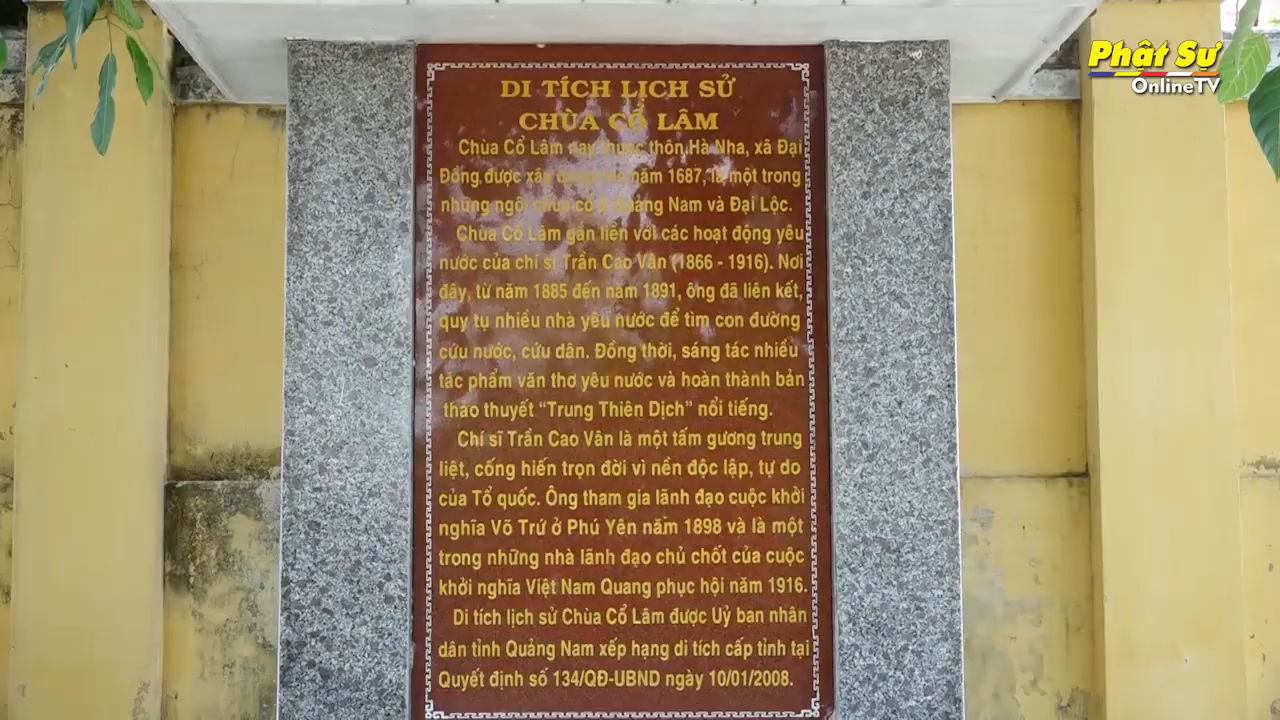 Phật Sự
OnlineTV
DI TÍCH LỊCH SỬ
CHÙA CỔ LÂM
Chùa Cổ Lâm nay thuộc thôn Hà Nha, xã Đại
Đồng, được xây dựng năm 1687, là một trong
những ngôi chùa cổ ở Quảng Nam và Đại Lộc.
Chùa Cổ Lâm gắn liền với các hoạt động yêu
nước của chí sĩ Trần Cao Vân (1866 - 1916). Nơi
đây, từ năm 1885 đến năm 1891, ông đã liên kết,
quy tụ nhiều nhà yêu nước để tìm con đường
cứu nước, cứu dân. Đồng thời, sáng tác nhiều
tác phẩm văn thơ yêu nước và hoàn thành bản
thảo thuyết “Trung Thiên Dịch” nổi tiếng.
Chí sĩ Trần Cao Vân là một tấm gương trung
liệt, cống hiến trọn đời vì nền độc lập, tự do
của Tổ quốc. Ông tham gia lãnh đạo cuộc khởi
nghĩa Võ Trứ ở Phú Yên năm 1898 và là một
trong những nhà lãnh đạo chủ chốt của cuộc
khởi nghĩa Việt Nam Quang phục hội năm 1916.
Di tích lịch sử Chùa Cổ Lâm được Uỷ ban nhân
dân tỉnh Quảng Nam xếp hạng di tích cấp tỉnh tại
Quyết định số 134/QĐ-UBND ngày 10/01/2008.